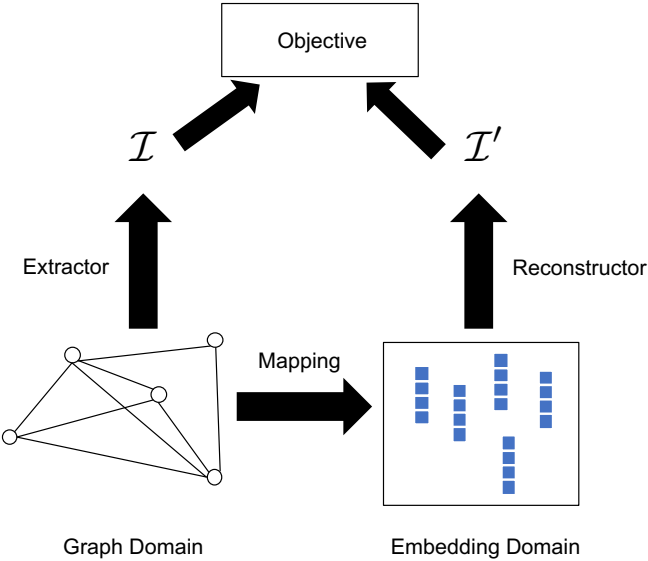 Objective
ℐ
ℐ′
Extractor
Reconstructor
Mapping
Graph Domain
Embedding Domain